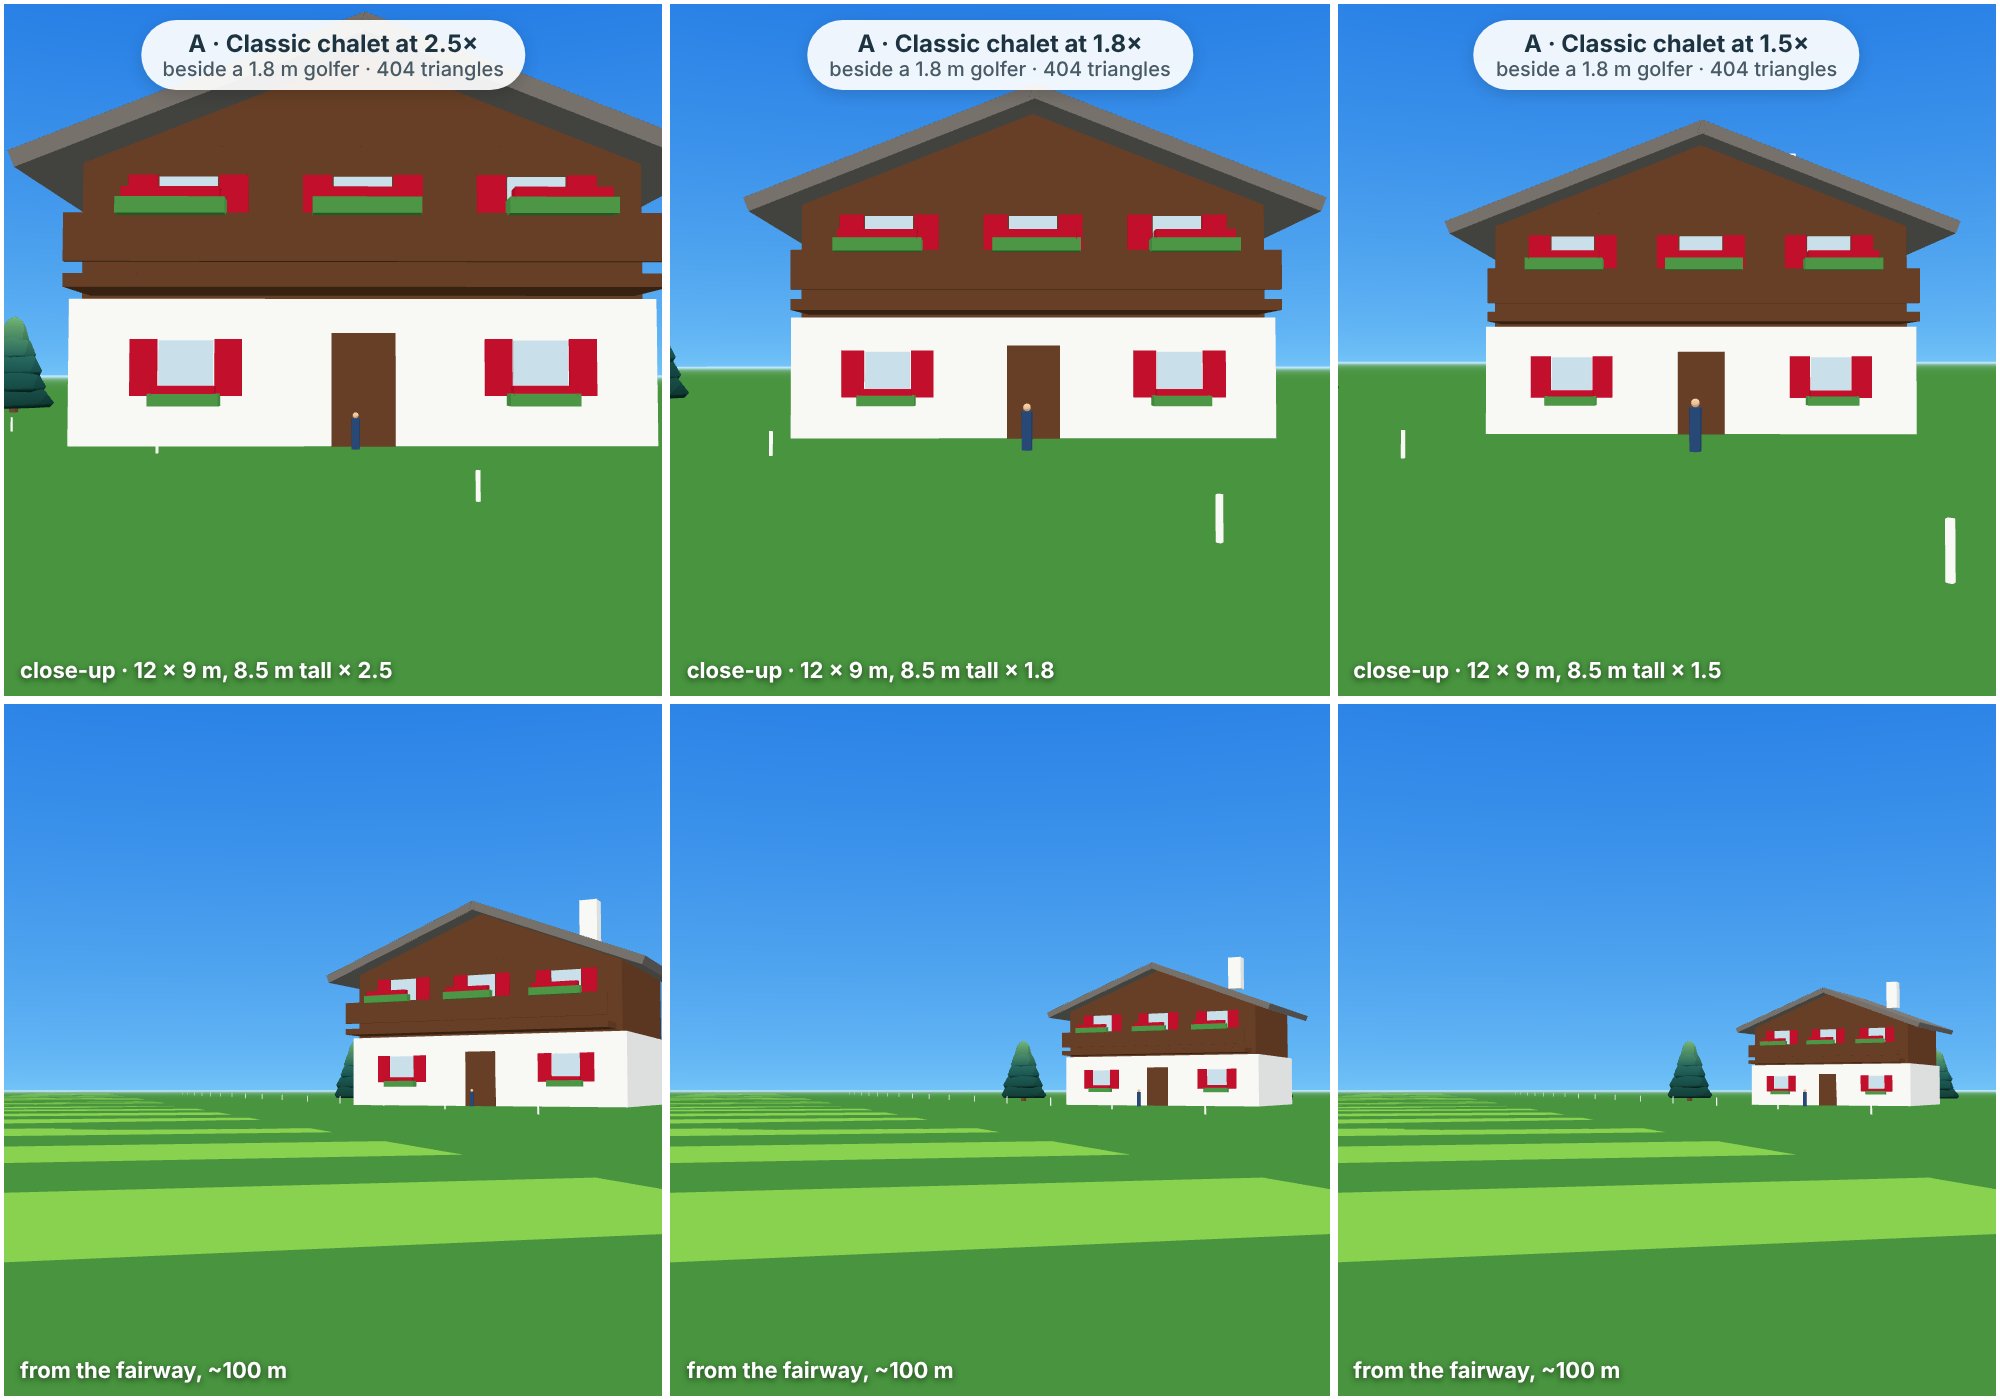 A · Classic chalet at 2.5×
beside a 1.8 m golfer · 404 triangles
A · Classic chalet at 1.8×
beside a 1.8 m golfer · 404 triangles
A · Classic chalet at 1.5×
beside a 1.8 m golfer · 404 triangles
close-up · 12 × 9 m, 8.5 m tall × 2.5
close-up · 12 × 9 m, 8.5 m tall × 1.8
close-up · 12 × 9 m, 8.5 m tall × 1.5
from the fairway, ~100 m
from the fairway, ~100 m
from the fairway, ~100 m